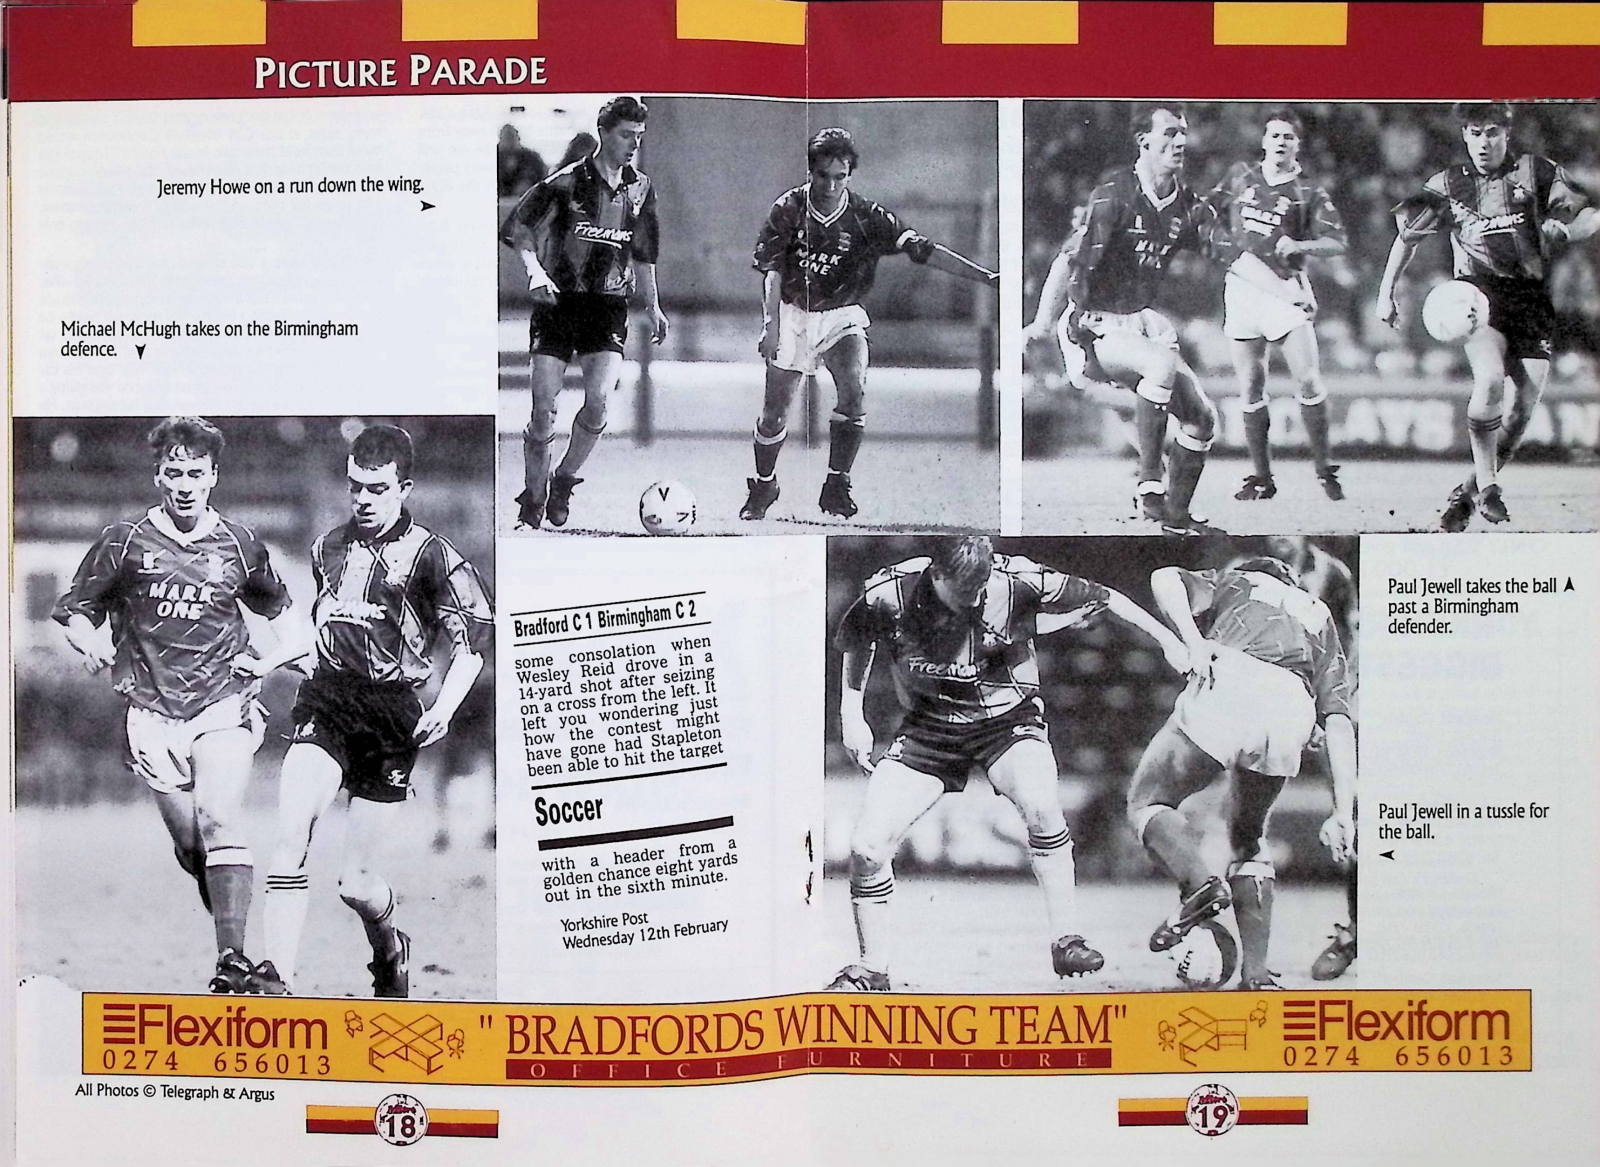 PICTURE PARADE
Jeremy Howe on a run down the wing.
Michael McHugh takes on the Birmingham
defence.
Freemans
MARK
ONE
MARK
Freemans
MARK
ONE
Bradford C 1 Birmingham C 2
some consolation when
Wesley Reid drove in a
14-yard shot after seizing
on a cross from the left. It
left you wondering just
how the contest might
have gone had Stapleton
been able to hit the target
Soccer
with a header from a
golden chance eight yards
out in the sixth minute.
Yorkshire Post
Wednesday 12th February
Freemans
Paul Jewell takes the ball
past a Birmingham
defender.
Paul Jewell in a tussle for
the ball.
Flexiform
0274 656013
"BRADFORDS WINNING TEAM"
OFFICE FURNITURE
Flexiform
0274 656013
All Photos © Telegraph & Argus
18
19